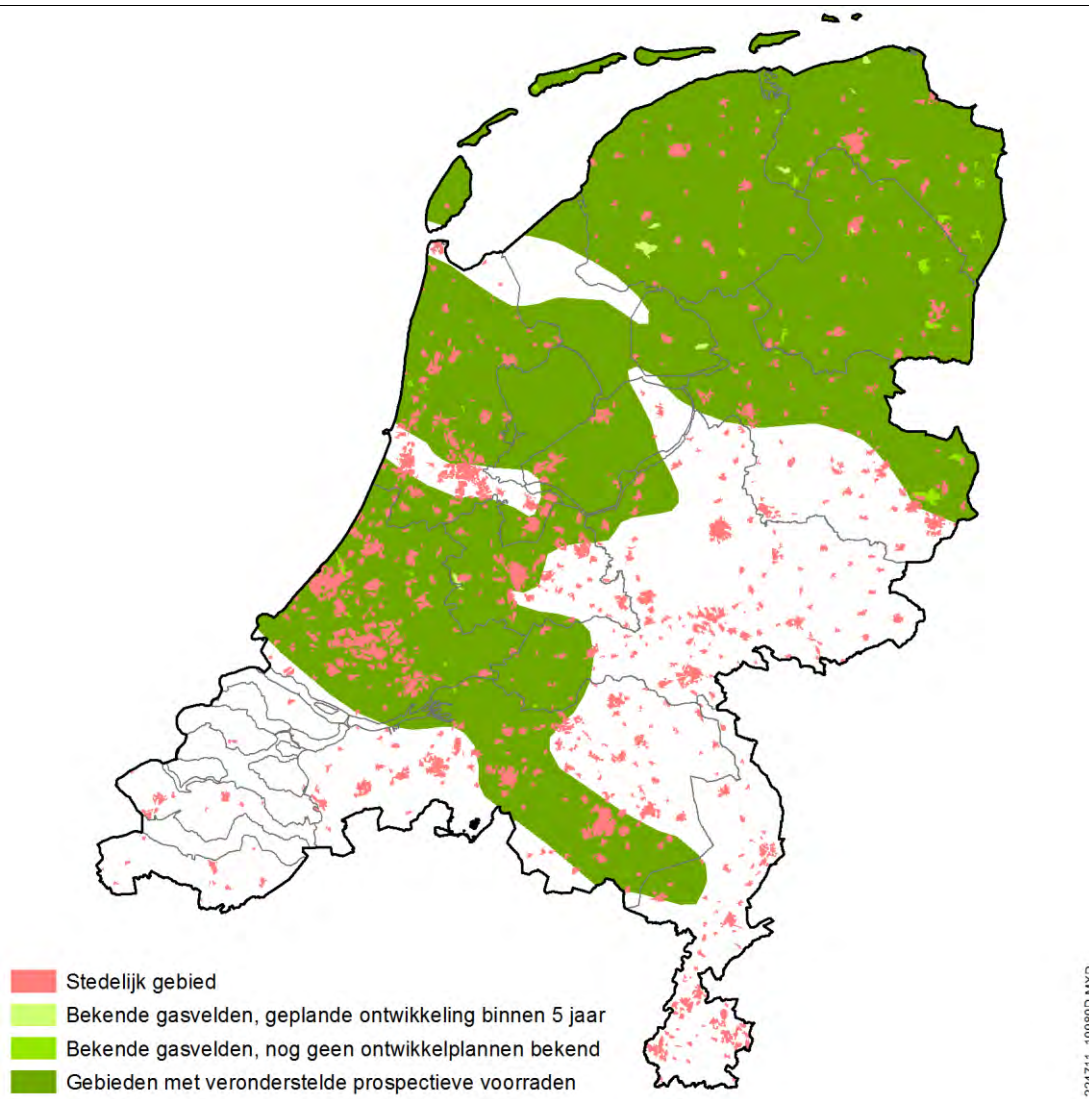 Stedelijk gebied
Bekende gasvelden, geplande ontwikkeling binnen 5 jaar
Bekende gasvelden, nog geen ontwikkelplannen bekend
Gebieden met veronderstelde prospectieve voorraden